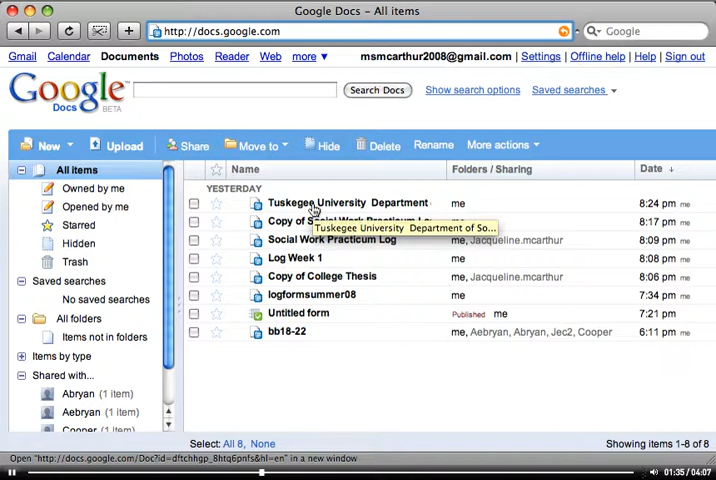 Google Docs – All items
http://docs.google.com
Google
Gmail Calendar Documents Photos Reader Web more ▼ msmcarthur2008@gmail.com | Settings | Offline help | Help | Sign out
Google Docs BETA Search Docs Show search options Saved searches
New Upload Share Move to Hide Delete Rename More actions
All items Name Folders / Sharing Date ↓
YESTERDAY
Owned by me Tuskegee University Department me 8:24 pm me
Opened by me Copy of Social Work Practicum me 8:17 pm me
Tuskegee University Department of So...
Starred
Hidden Social Work Practicum Log me, Jacqueline.mcarthur 8:09 pm me
Trash Log Week 1 me 8:08 pm me
Saved searches Copy of College Thesis me, Jacqueline.mcarthur 8:06 pm me
No saved searches logformsummer08 me 7:34 pm me
All folders Untitled form Published me 7:21 pm
Items not in folders bb18-22 me, Aebryan, Abryan, Jec2, Cooper 6:11 pm me
Items by type
Shared with...
Abryan (1 item)
Aebryan (1 item)
Cooper (1 item)
Select: All 8, None Showing items 1-8 of 8
Open "http://docs.google.com/Doc?id=dftchhgp_8htq6pnfs&hl=en" in a new window
01:35 / 04:07